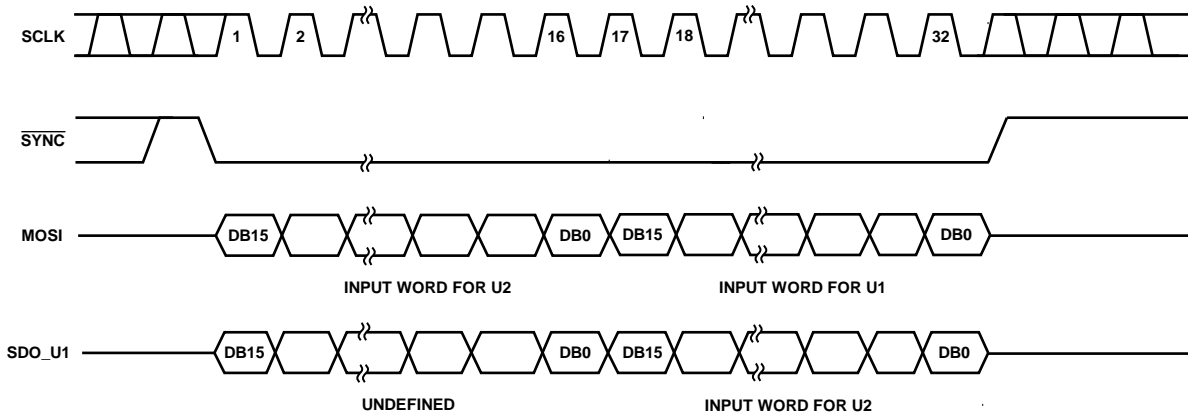 SCLK 1 2 16 17 18 32
SYNC
MOSI DB15 DB0 DB15 DB0
INPUT WORD FOR U2 INPUT WORD FOR U1
SDO_U1 DB15 DB0 DB15 DB0
UNDEFINED INPUT WORD FOR U2